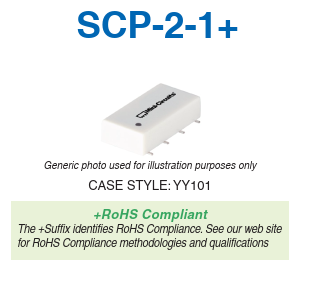 SCP-2-1+
Mini-Circuits
Generic photo used for illustration purposes only
CASE STYLE: YY101
+RoHS Compliant
The +Suffix identifies RoHS Compliance. See our web site
for RoHS Compliance methodologies and qualifications